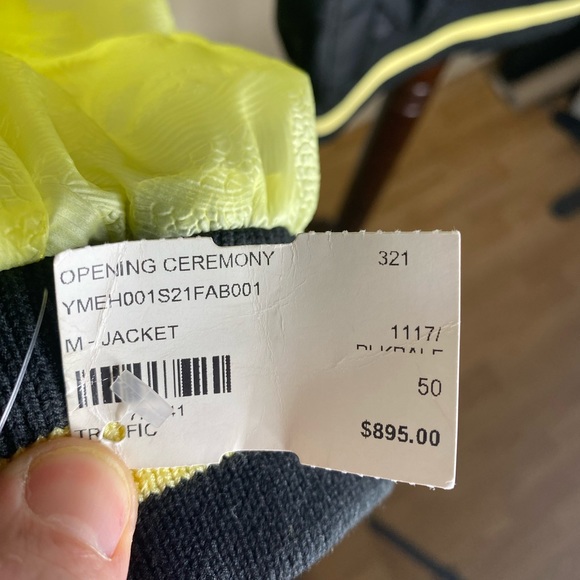 OPENING CEREMONY 321
YMEH001S21FAB001
M - JACKET 1117/
50
$895.00